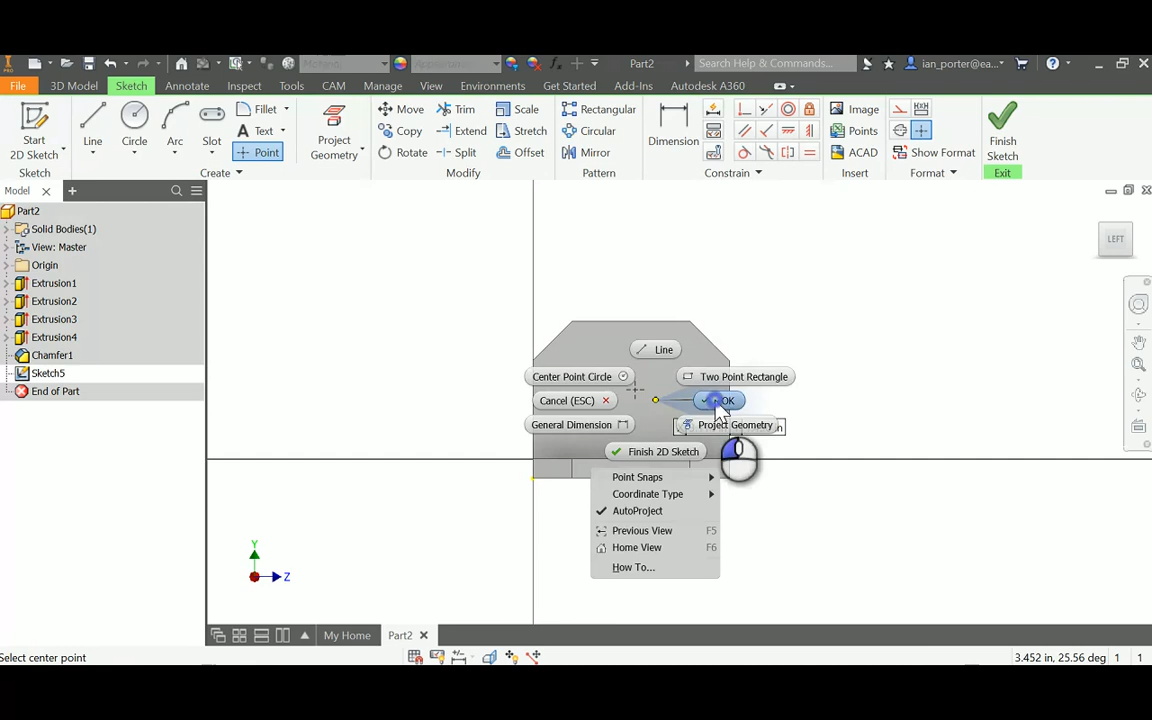 PRO
Material
Appearance
Part2
Search Help & Commands...
ian_porter@ea...
File
3D Model
Sketch
Annotate
Inspect
Tools
CAM
Manage
View
Environments
Get Started
Add-Ins
Autodesk A360
Start
2D Sketch
Line
Circle
Arc
Slot
Fillet
Text
Point
Project
Geometry
Move
Copy
Rotate
Trim
Extend
Split
Scale
Stretch
Offset
Rectangular
Circular
Mirror
Dimension
Image
Points
ACAD
Show Format
Finish
Sketch
Sketch
Create
Modify
Pattern
Constrain
Insert
Format
Exit
Model
Part2
Solid Bodies(1)
View: Master
Origin
Extrusion1
Extrusion2
Extrusion3
Extrusion4
Chamfer1
Sketch5
End of Part
LEFT
Line
Center Point Circle
Two Point Rectangle
Cancel (ESC)
OK
General Dimension
Project Geometry
Finish 2D Sketch
Point Snaps
Coordinate Type
AutoProject
Previous View F5
Home View F6
How To...
Y
Z
My Home
Part2
Select center point
3.452 in, 25.56 deg 1 1